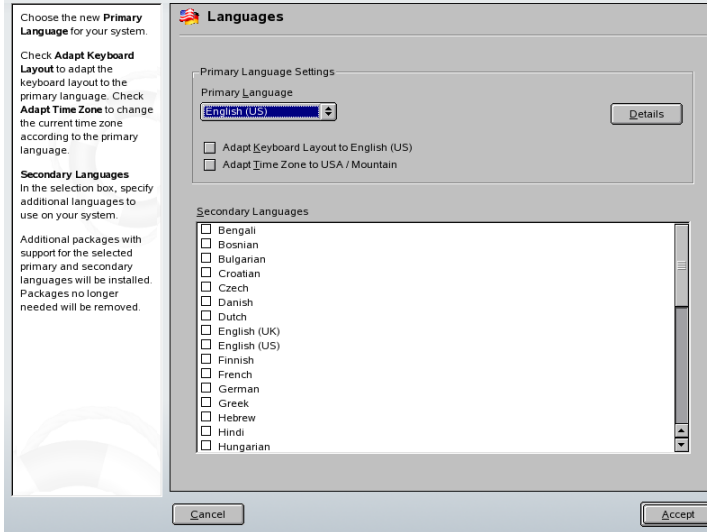 Choose the new Primary
Language for your system.
Check Adapt Keyboard
Layout to adapt the
keyboard layout to the
primary language. Check
Adapt Time Zone to change
the current time zone
according to the primary
language.
Secondary Languages
In the selection box, specify
additional languages to
use on your system.
Additional packages with
support for the selected
primary and secondary
languages will be installed.
Packages no longer
needed will be removed.
Languages
Primary Language Settings
Primary Language
English (US)
Details
Adapt Keyboard Layout to English (US)
Adapt Time Zone to USA / Mountain
Secondary Languages
Bengali
Bosnian
Bulgarian
Croatian
Czech
Danish
Dutch
English (UK)
English (US)
Finnish
French
German
Greek
Hebrew
Hindi
Hungarian
Cancel
Accept